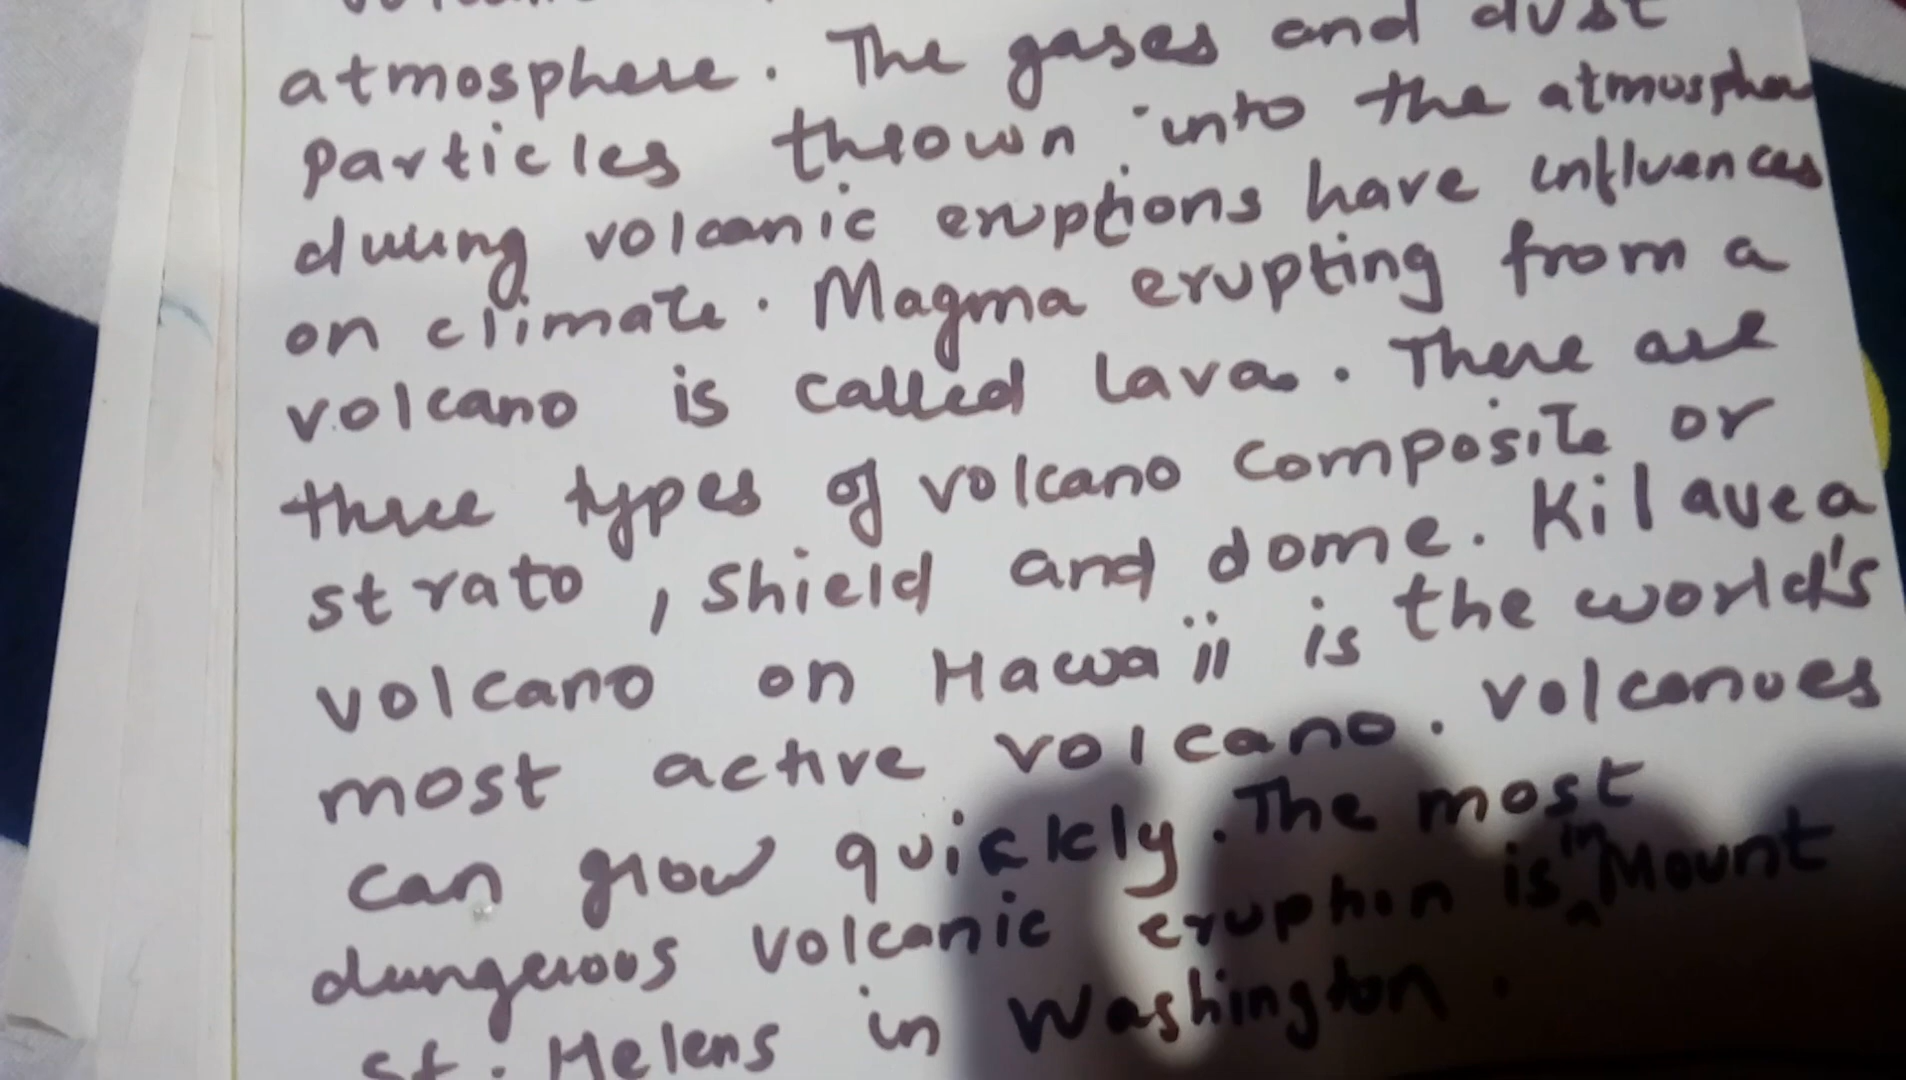 atmosphere. The gases and dust
particles thrown into the atmosphe
during volcanic eruptions have influences
on climate. Magma erupting from a
volcano is called lava. There are
three types of volcano composite or
strato, Shield and dome. Kilavea
volcano on Hawaii is the world's
most active volcano. volcanoes
can grow quickly. The most
dangerous volcanic eruption is in Mount
St. Helens in Washington.